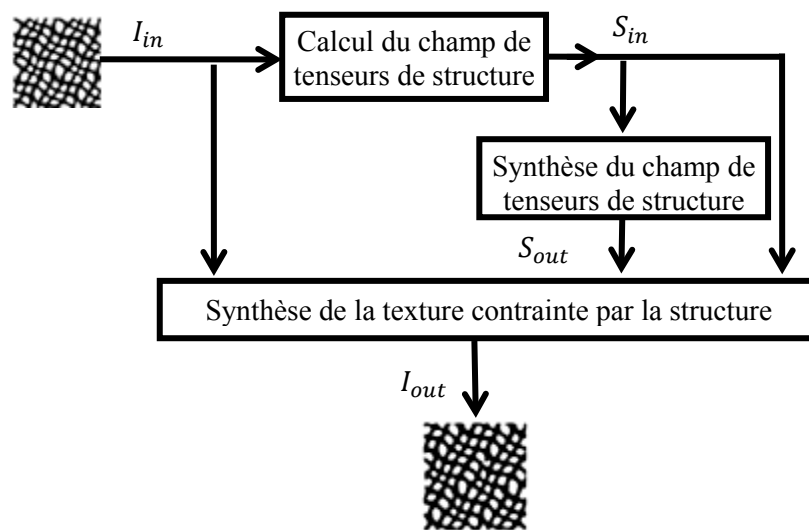 I_in
Calcul du champ de
tenseurs de structure
S_in
Synthèse du champ de
tenseurs de structure
S_out
Synthèse de la texture contrainte par la structure
I_out